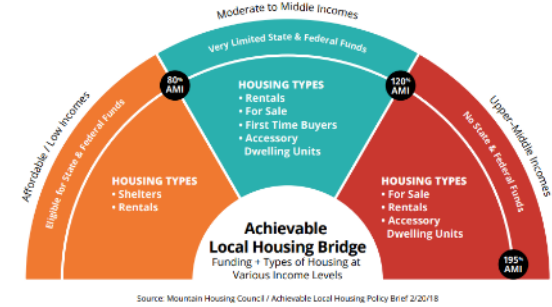 Moderate to Middle Incomes
Very Limited State & Federal Funds
80% AMI
120% AMI
HOUSING TYPES
• Rentals
• For Sale
• First Time Buyers
• Accessory
Dwelling Units
Affordable / Low Incomes
Eligible for State & Federal Funds
HOUSING TYPES
• Shelters
• Rentals
Upper-Middle Incomes
No State & Federal Funds
HOUSING TYPES
• For Sale
• Rentals
• Accessory
Dwelling Units
195% AMI
Achievable
Local Housing Bridge
Funding + Types of Housing at
Various Income Levels
Source: Mountain Housing Council / Achievable Local Housing Policy Brief 2/20/18